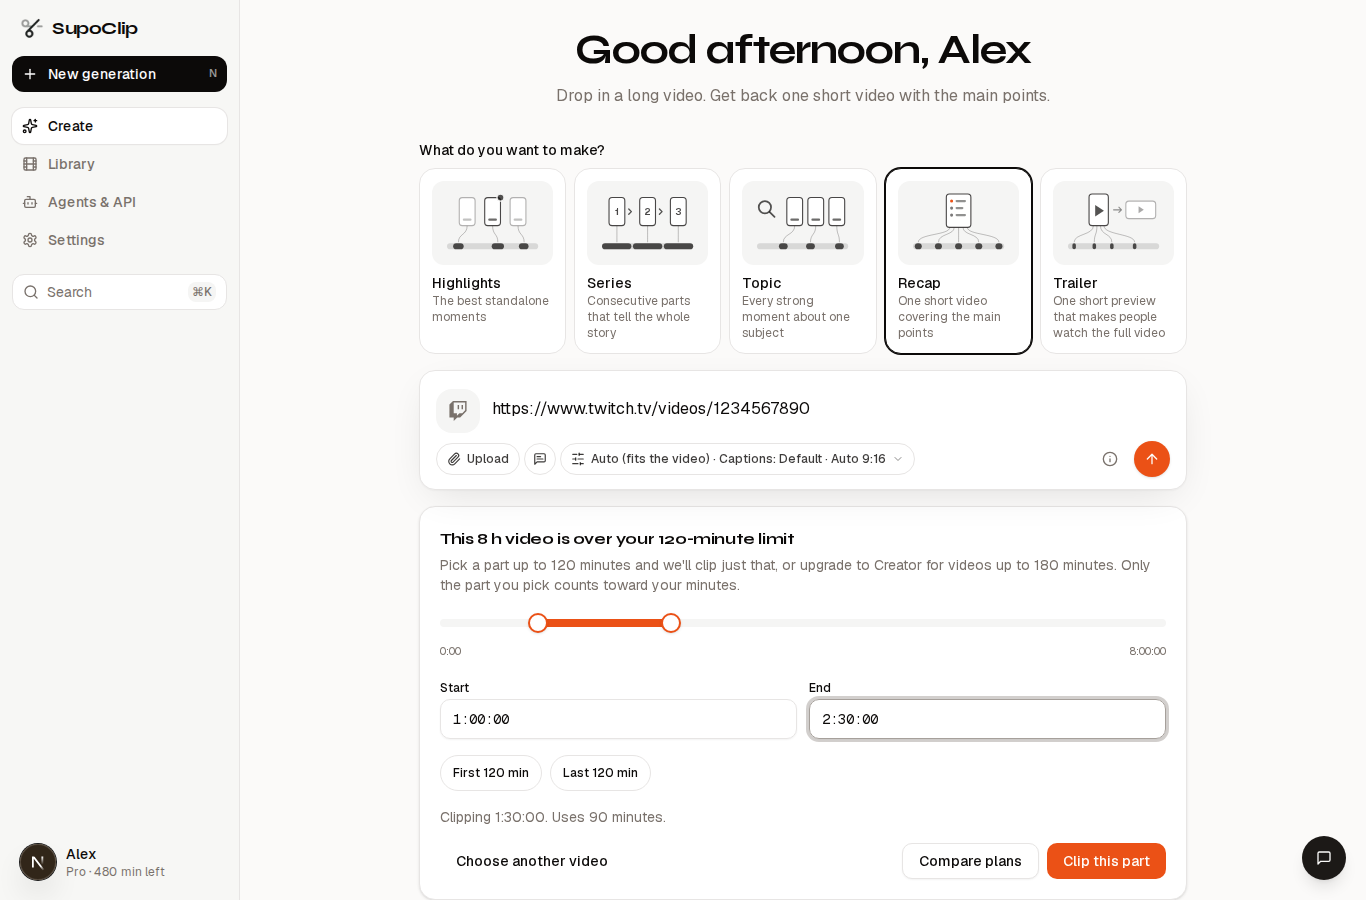 SupoClip
New generation N
Create
Library
Agents & API
Settings
Search ⌘K
Good afternoon, Alex
Drop in a long video. Get back one short video with the main points.
What do you want to make?
Highlights
The best standalone
moments
1 2 3
Series
Consecutive parts
that tell the whole
story
Topic
Every strong
moment about one
subject
Recap
One short video
covering the main
points
Trailer
One short preview
that makes people
watch the full video
https://www.twitch.tv/videos/1234567890
Upload
Auto (fits the video) · Captions: Default · Auto 9:16
This 8 h video is over your 120-minute limit
Pick a part up to 120 minutes and we'll clip just that, or upgrade to Creator for videos up to 180 minutes. Only
the part you pick counts toward your minutes.
0:00 8:00:00
Start End
1:00:00 2:30:00
First 120 min Last 120 min
Clipping 1:30:00. Uses 90 minutes.
Choose another video Compare plans Clip this part
N
Alex
Pro · 480 min left